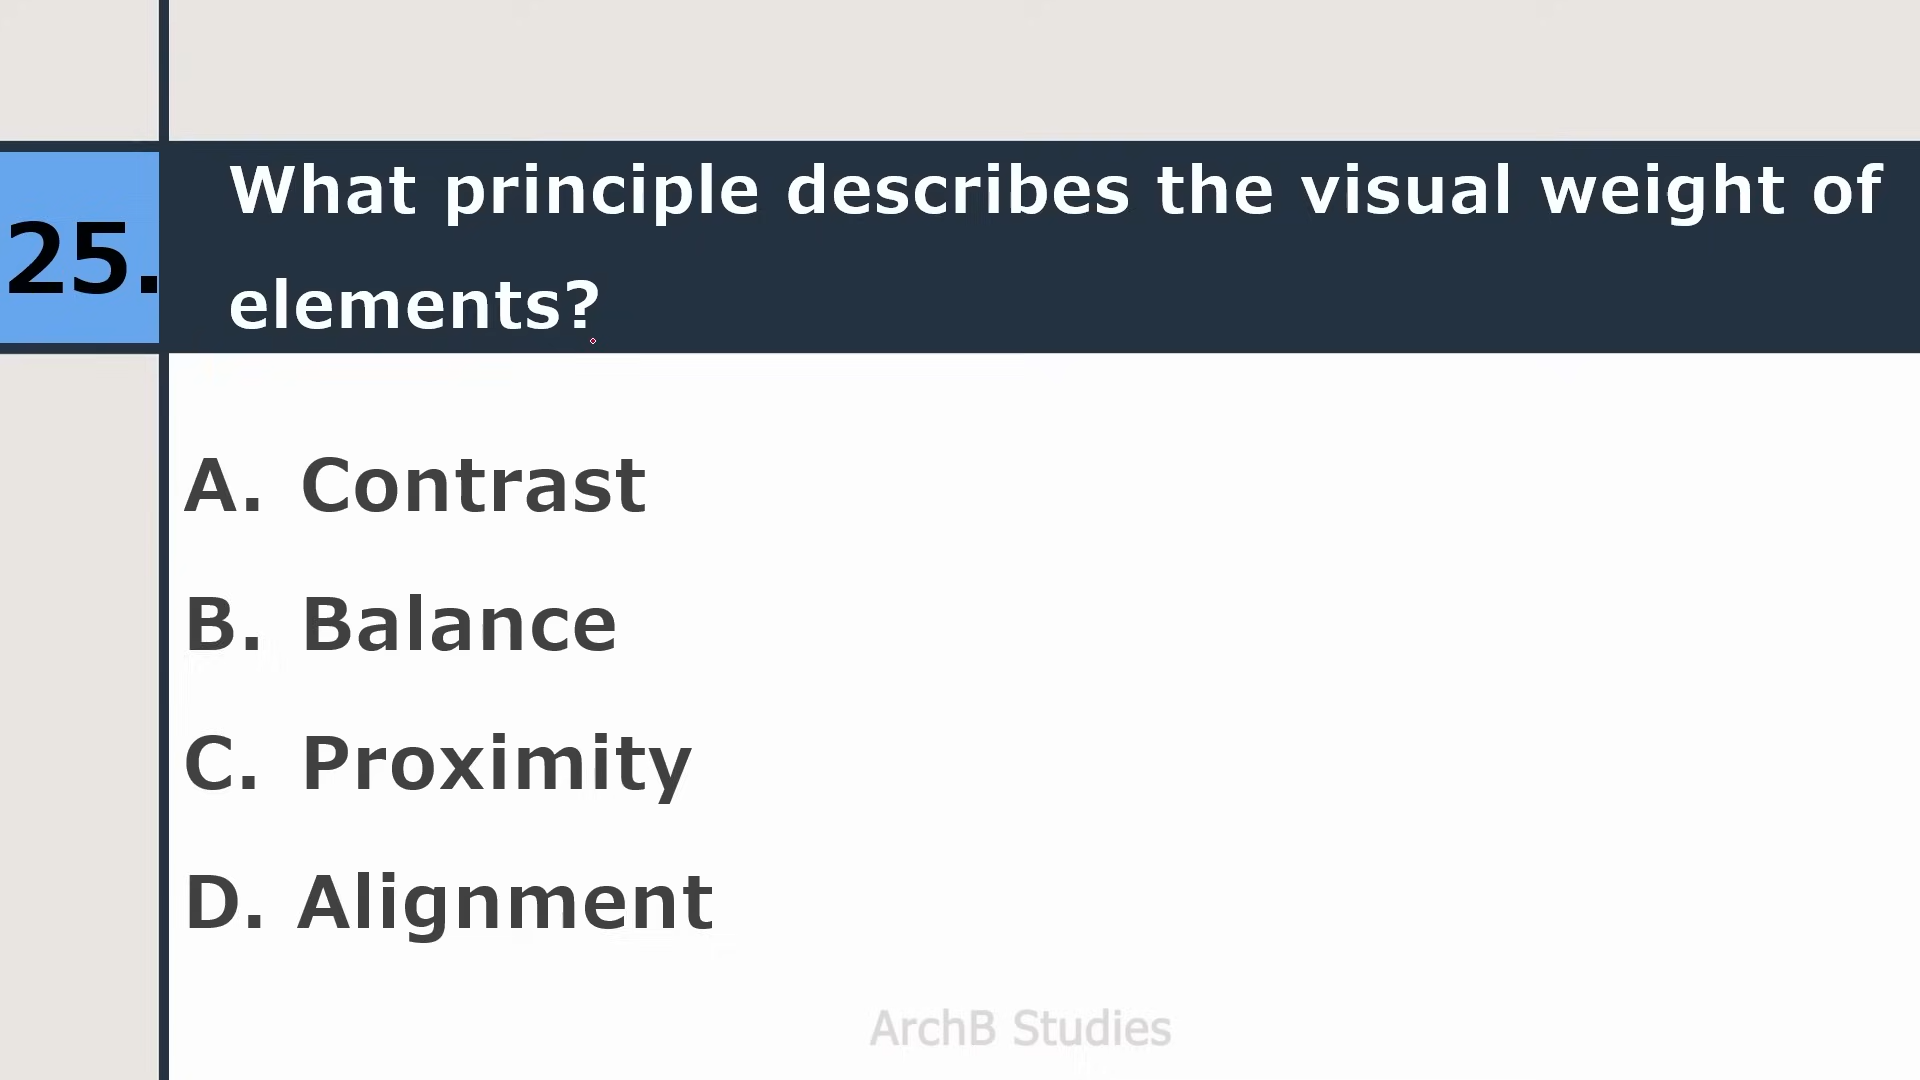 25.
What principle describes the visual weight of
elements?
A. Contrast
B. Balance
C. Proximity
D. Alignment
ArchB Studies